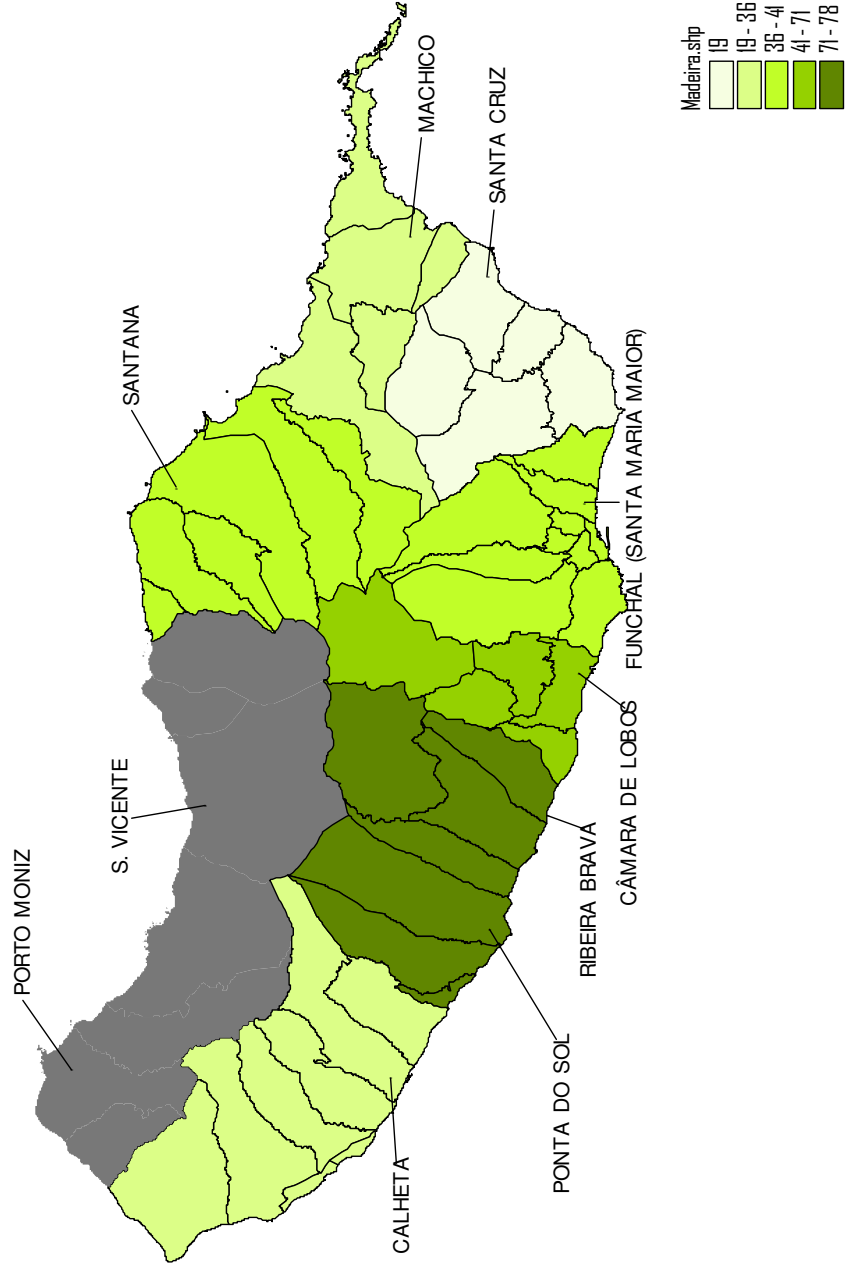 PORTO MONIZ
S. VICENTE
SANTANA
MACHICO
SANTA CRUZ
FUNCHAL (SANTA MARIA MAIOR)
CÂMARA DE LOBOS
RIBEIRA BRAVA
PONTA DO SOL
CALHETA
Madeira.shp
19
19 - 36
36 - 41
41 - 71
71 - 78